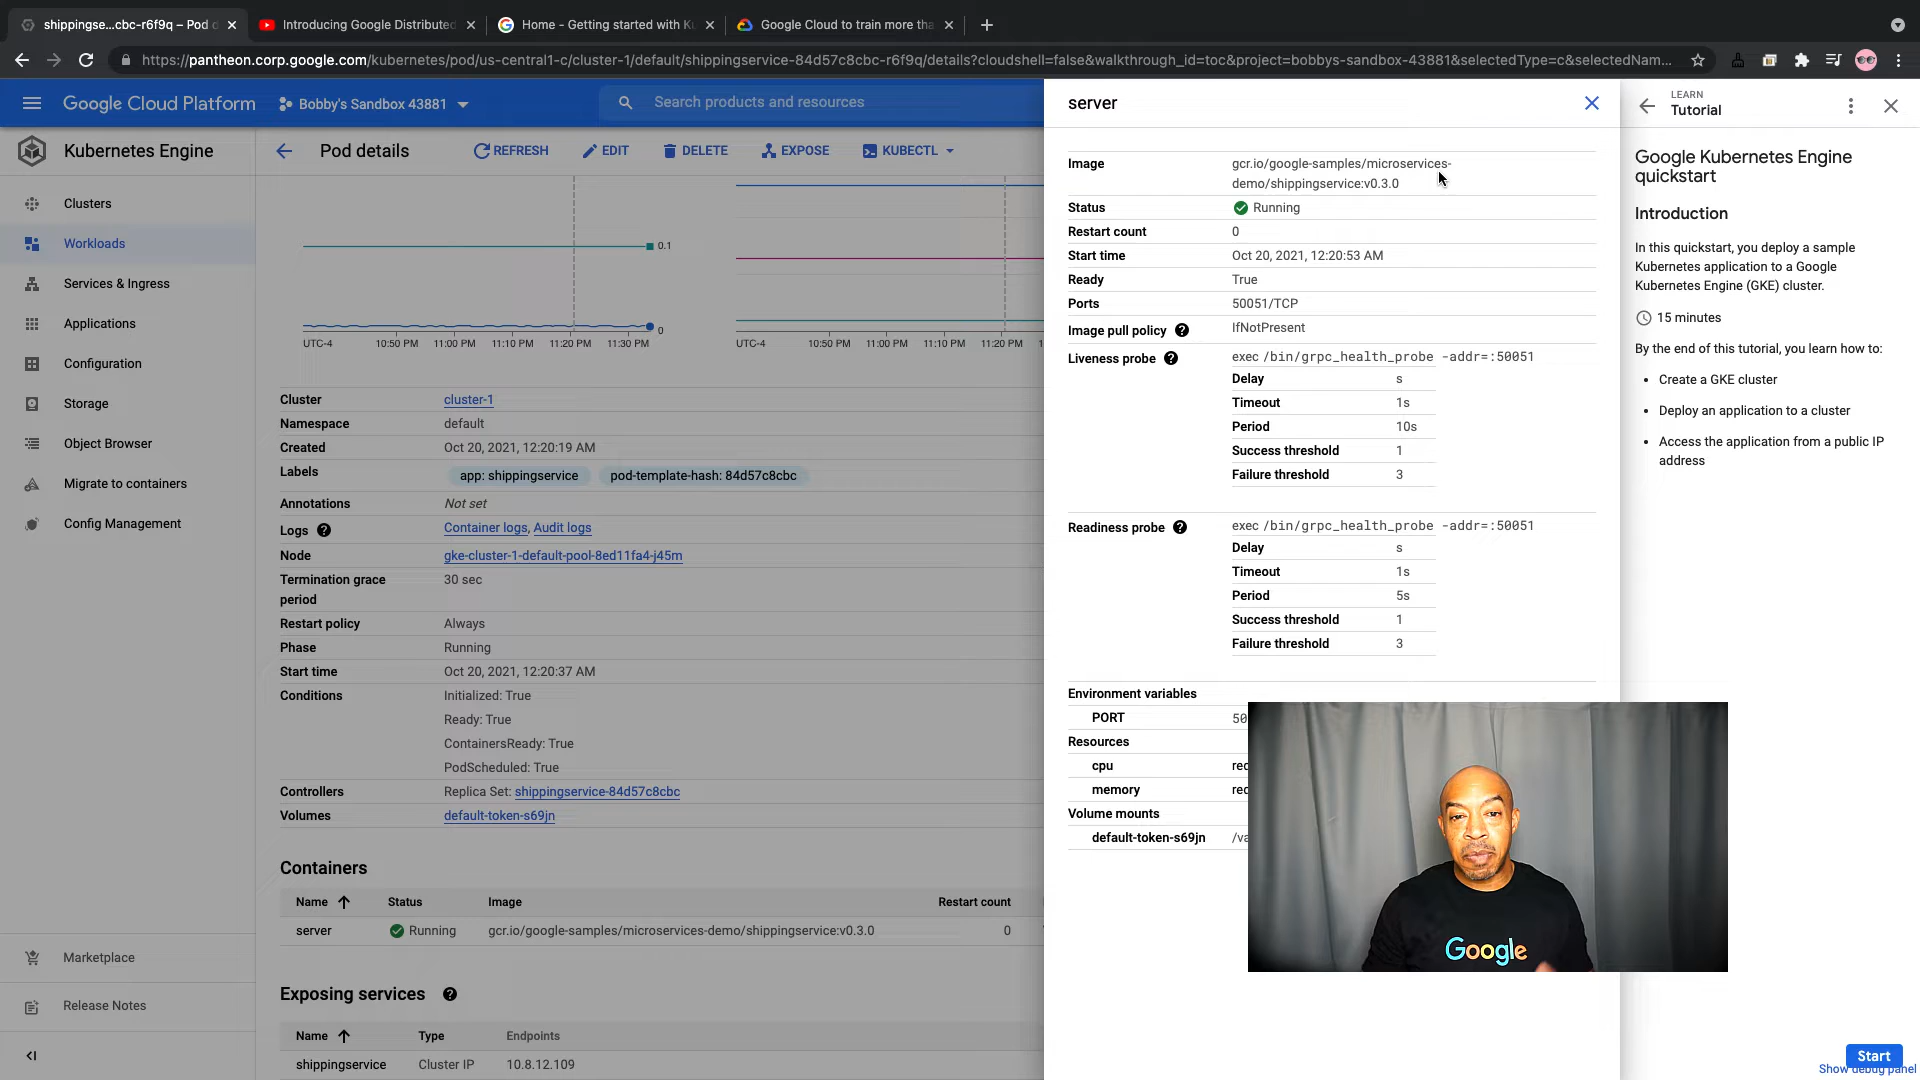 shippingse...cbc-r6f9q – Pod d
Introducing Google Distributed
Home - Getting started with Ku
Google Cloud to train more tha
https://pantheon.corp.google.com/kubernetes/pod/us-central1-c/cluster-1/default/shippingservice-84d57c8cbc-r6f9q/details?cloudshell=false&walkthrough_id=toc&project=bobbys-sandbox-43881&selectedType=c&selectedNam...
Google Cloud Platform
Bobby's Sandbox 43881
Search products and resources
Kubernetes Engine
Clusters
Workloads
Services & Ingress
Applications
Configuration
Storage
Object Browser
Migrate to containers
Config Management
Marketplace
Release Notes
Pod details
REFRESH
EDIT
DELETE
EXPOSE
KUBECTL
0.1
0
UTC-4 10:50 PM 11:00 PM 11:10 PM 11:20 PM 11:30 PM
UTC-4 10:50 PM 11:00 PM 11:10 PM 11:20 PM
Cluster cluster-1
Namespace default
Created Oct 20, 2021, 12:20:19 AM
Labels app: shippingservice pod-template-hash: 84d57c8cbc
Annotations Not set
Logs Container logs, Audit logs
Node gke-cluster-1-default-pool-8ed11fa4-j45m
Termination grace 30 sec
period
Restart policy Always
Phase Running
Start time Oct 20, 2021, 12:20:37 AM
Conditions Initialized: True
Ready: True
ContainersReady: True
PodScheduled: True
Controllers Replica Set: shippingservice-84d57c8cbc
Volumes default-token-s69jn
Containers
Name Status Image Restart count
server Running gcr.io/google-samples/microservices-demo/shippingservice:v0.3.0 0
Exposing services
Name Type Endpoints
shippingservice Cluster IP 10.8.12.109
server
Image gcr.io/google-samples/microservices-
demo/shippingservice:v0.3.0
Status Running
Restart count 0
Start time Oct 20, 2021, 12:20:53 AM
Ready True
Ports 50051/TCP
Image pull policy IfNotPresent
Liveness probe exec /bin/grpc_health_probe -addr=:50051
Delay s
Timeout 1s
Period 10s
Success threshold 1
Failure threshold 3
Readiness probe exec /bin/grpc_health_probe -addr=:50051
Delay s
Timeout 1s
Period 5s
Success threshold 1
Failure threshold 3
Environment variables
PORT 50
Resources
cpu rec
memory rec
Volume mounts
default-token-s69jn /va
Google
LEARN
Tutorial
Google Kubernetes Engine
quickstart
Introduction
In this quickstart, you deploy a sample
Kubernetes application to a Google
Kubernetes Engine (GKE) cluster.
15 minutes
By the end of this tutorial, you learn how to:
• Create a GKE cluster
• Deploy an application to a cluster
• Access the application from a public IP
address
Start
Show debug panel